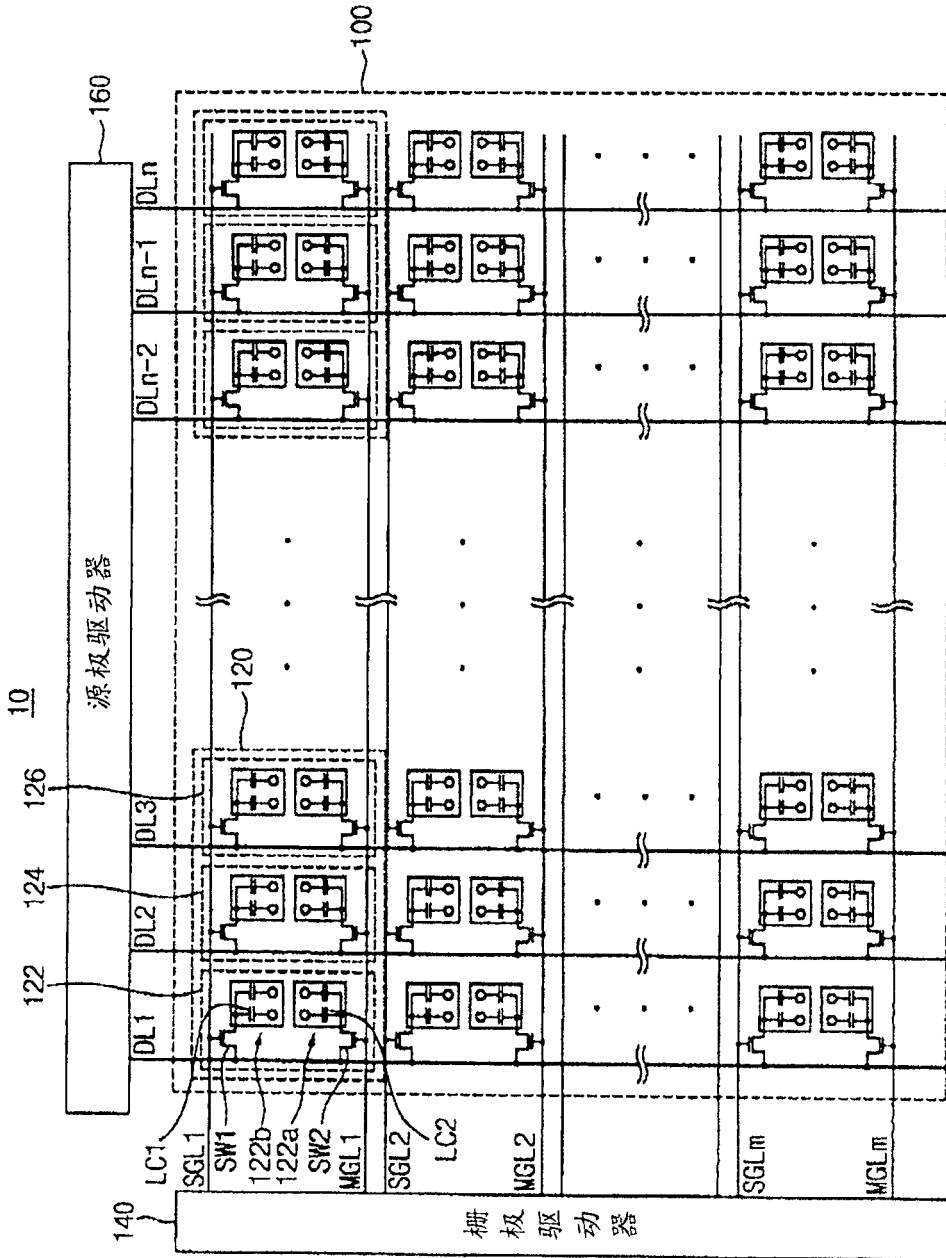 10
160
源极驱动器
100
122
124
126
120
DL1
DL2
DL3
DLn-2
DLn-1
DLn
LC1
SGL1
SW1
122b
122a
SW2
MGL1
SGL2
LC2
MGL2
SGLm
MGLm
140
栅极驱动器